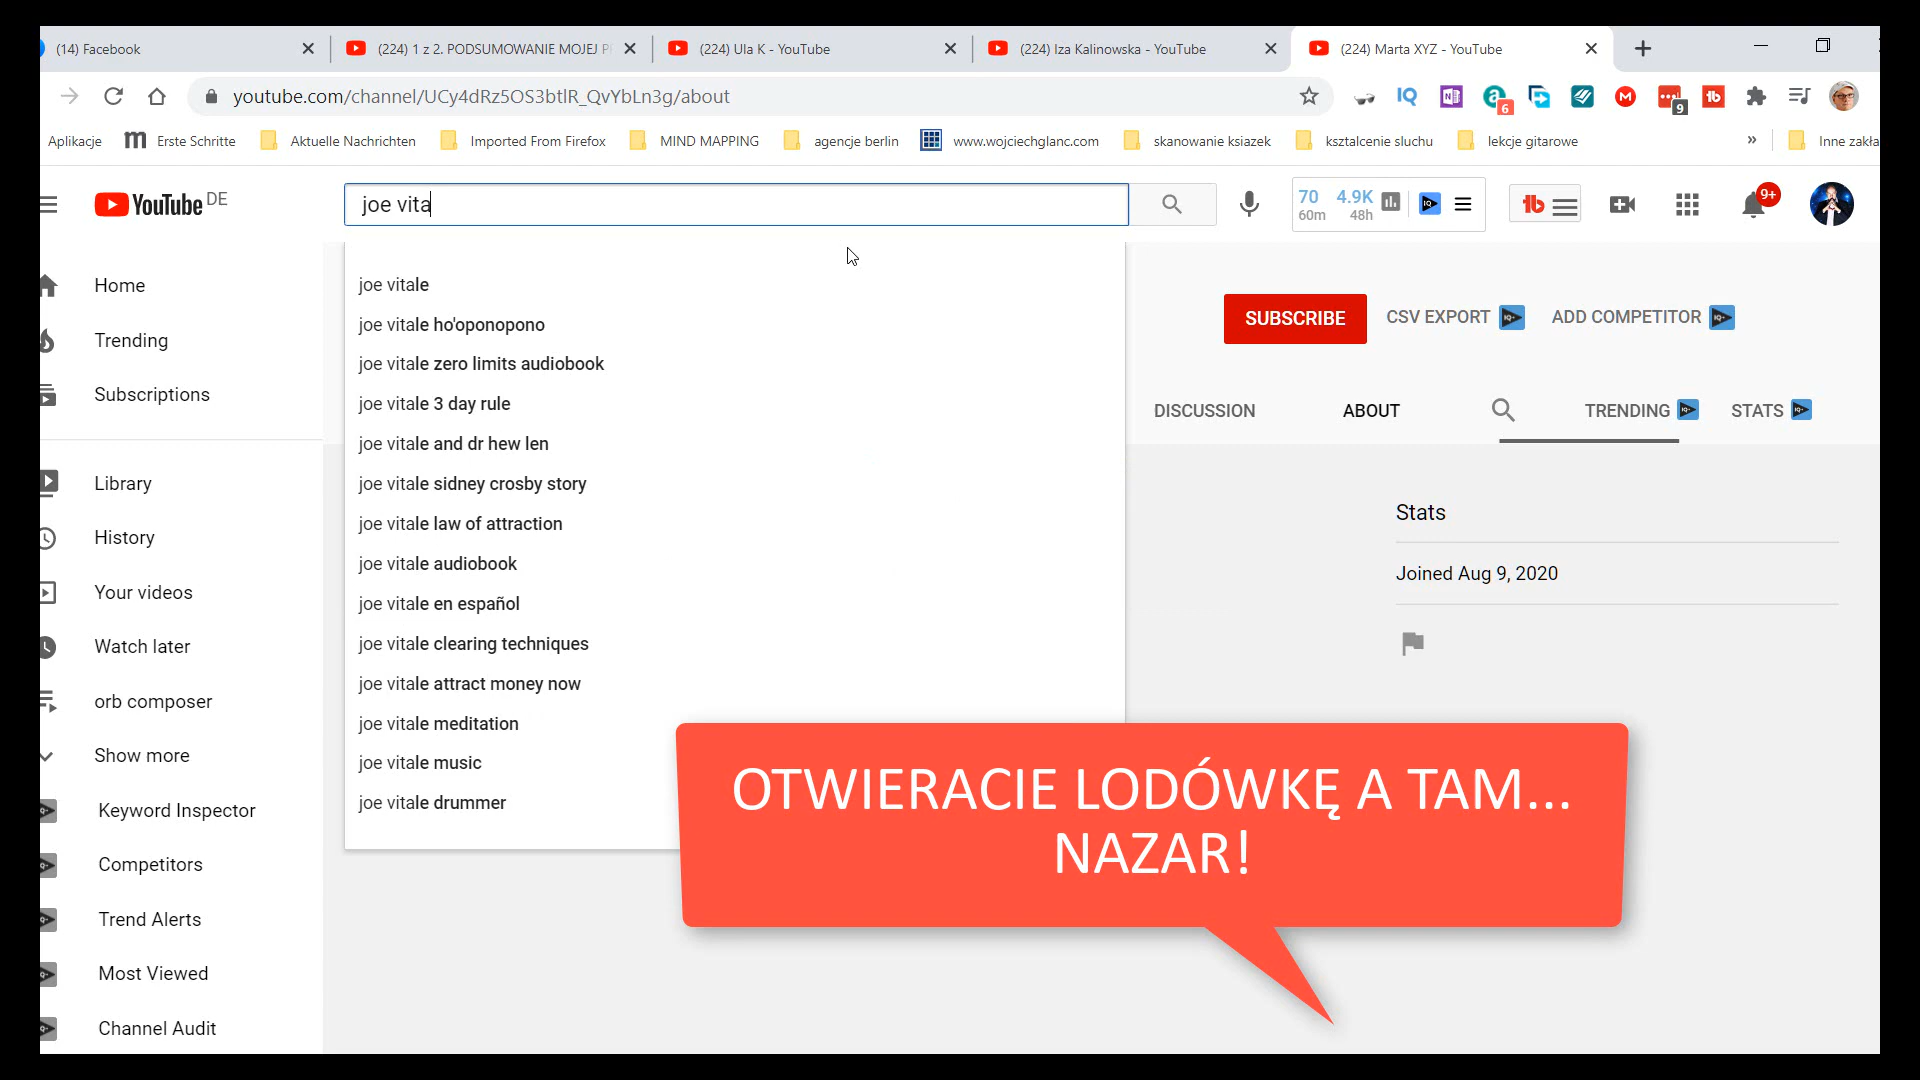 (14) Facebook
(224) 1 z 2. PODSUMOWANIE MOJEJ P
(224) Ula K - YouTube
(224) Iza Kalinowska - YouTube
(224) Marta XYZ - YouTube
youtube.com/channel/UCy4dRz5OS3btlR_QvYbLn3g/about
IQ
6
M
9
tb
Aplikacje
m Erste Schritte
Aktuelle Nachrichten
Imported From Firefox
MIND MAPPING
agencje berlin
www.wojciechglanc.com
skanowanie ksiazek
ksztalcenie sluchu
lekcje gitarowe
»
Inne zakła
YouTube DE
joe vita
70
60m
4.9K
48h
tb
9+
Home
Trending
Subscriptions
Library
History
Your videos
Watch later
orb composer
Show more
Keyword Inspector
Competitors
Trend Alerts
Most Viewed
Channel Audit
joe vitale
joe vitale ho'oponopono
joe vitale zero limits audiobook
joe vitale 3 day rule
joe vitale and dr hew len
joe vitale sidney crosby story
joe vitale law of attraction
joe vitale audiobook
joe vitale en español
joe vitale clearing techniques
joe vitale attract money now
joe vitale meditation
joe vitale music
joe vitale drummer
SUBSCRIBE
CSV EXPORT
ADD COMPETITOR
DISCUSSION
ABOUT
TRENDING
STATS
Stats
Joined Aug 9, 2020
OTWIERACIE LODÓWKĘ A TAM...
NAZAR!